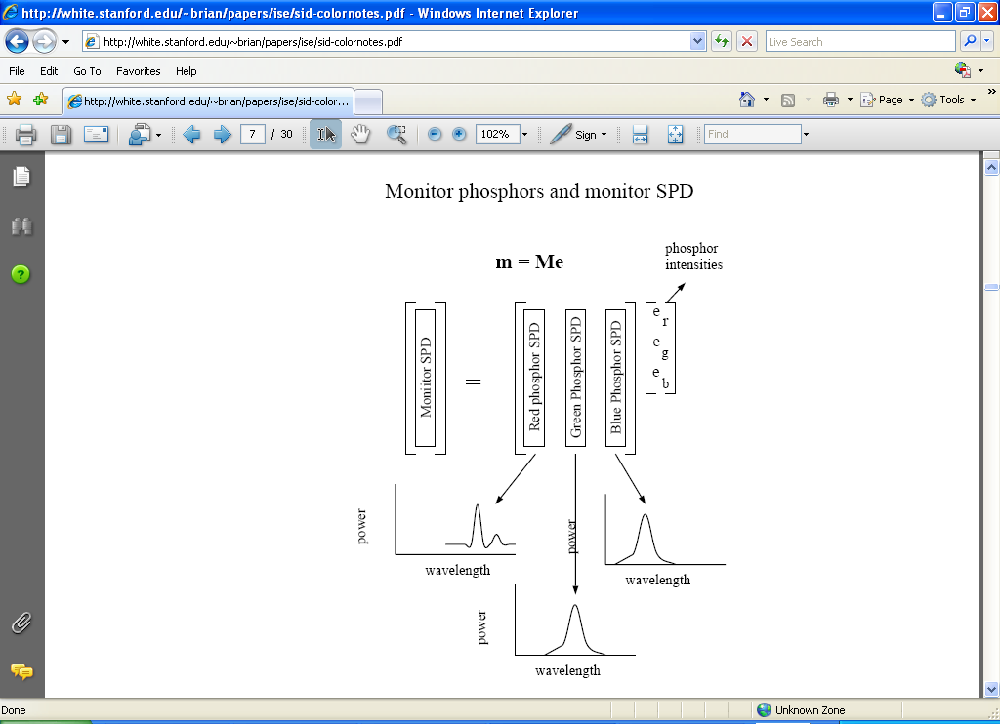 http://white.stanford.edu/~brian/papers/ise/sid-colornotes.pdf - Windows Internet Explorer
http://white.stanford.edu/~brian/papers/ise/sid-colornotes.pdf
Live Search
File Edit Go To Favorites Help
http://white.stanford.edu/~brian/papers/ise/sid-color...
Page
Tools
7 / 30
102%
Sign
Find
Monitor phosphors and monitor SPD
m = Me
phosphor
intensities
Moniitor SPD
=
Red phosphor SPD
Green Phosphor SPD
Blue Phosphor SPD
e r
e g
e b
power
wavelength
power
wavelength
power
wavelength
Done
Unknown Zone